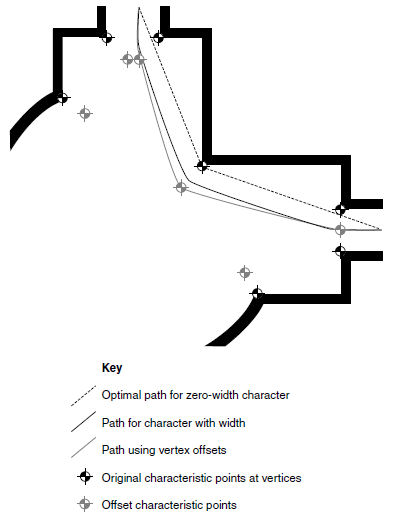 Key
Optimal path for zero-width character
Path for character with width
Path using vertex offsets
Original characteristic points at vertices
Offset characteristic points